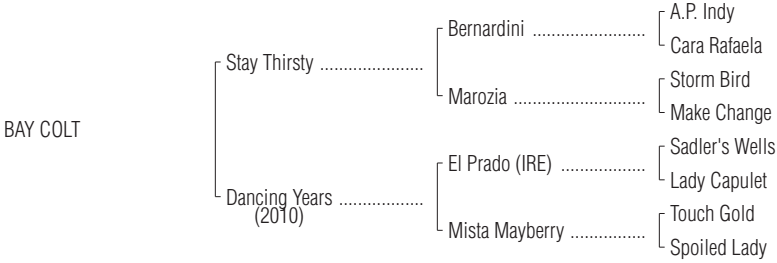 A.P. Indy
Bernardini ........................
Cara Rafaela
Stay Thirsty ......................
Storm Bird
Marozia ............................
Make Change
BAY COLT
Sadler's Wells
El Prado (IRE) ..................
Lady Capulet
Dancing Years ..................
(2010)
Touch Gold
Mista Mayberry ................
Spoiled Lady